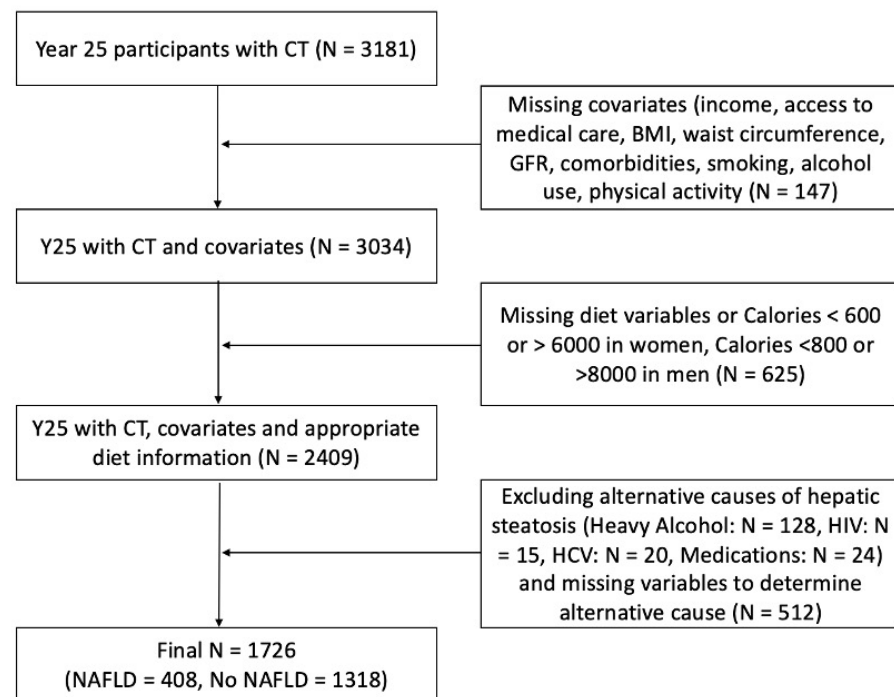 Year 25 participants with CT (N = 3181)
Missing covariates (income, access to
medical care, BMI, waist circumference,
GFR, comorbidities, smoking, alcohol
use, physical activity (N = 147)
Y25 with CT and covariates (N = 3034)
Missing diet variables or Calories < 600
or > 6000 in women, Calories <800 or
>8000 in men (N = 625)
Y25 with CT, covariates and appropriate
diet information (N = 2409)
Excluding alternative causes of hepatic
steatosis (Heavy Alcohol: N = 128, HIV: N
= 15, HCV: N = 20, Medications: N = 24)
and missing variables to determine
alternative cause (N = 512)
Final N = 1726
(NAFLD = 408, No NAFLD = 1318)